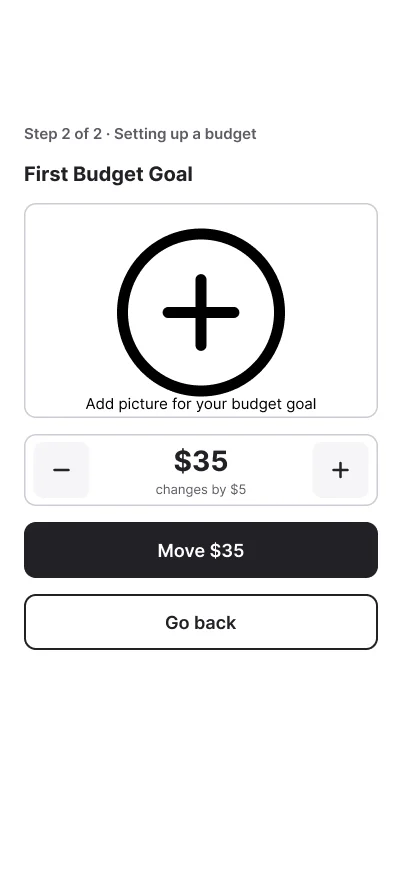 Step 2 of 2 · Setting up a budget
First Budget Goal
Add picture for your budget goal
$35
changes by $5
Move $35
Go back